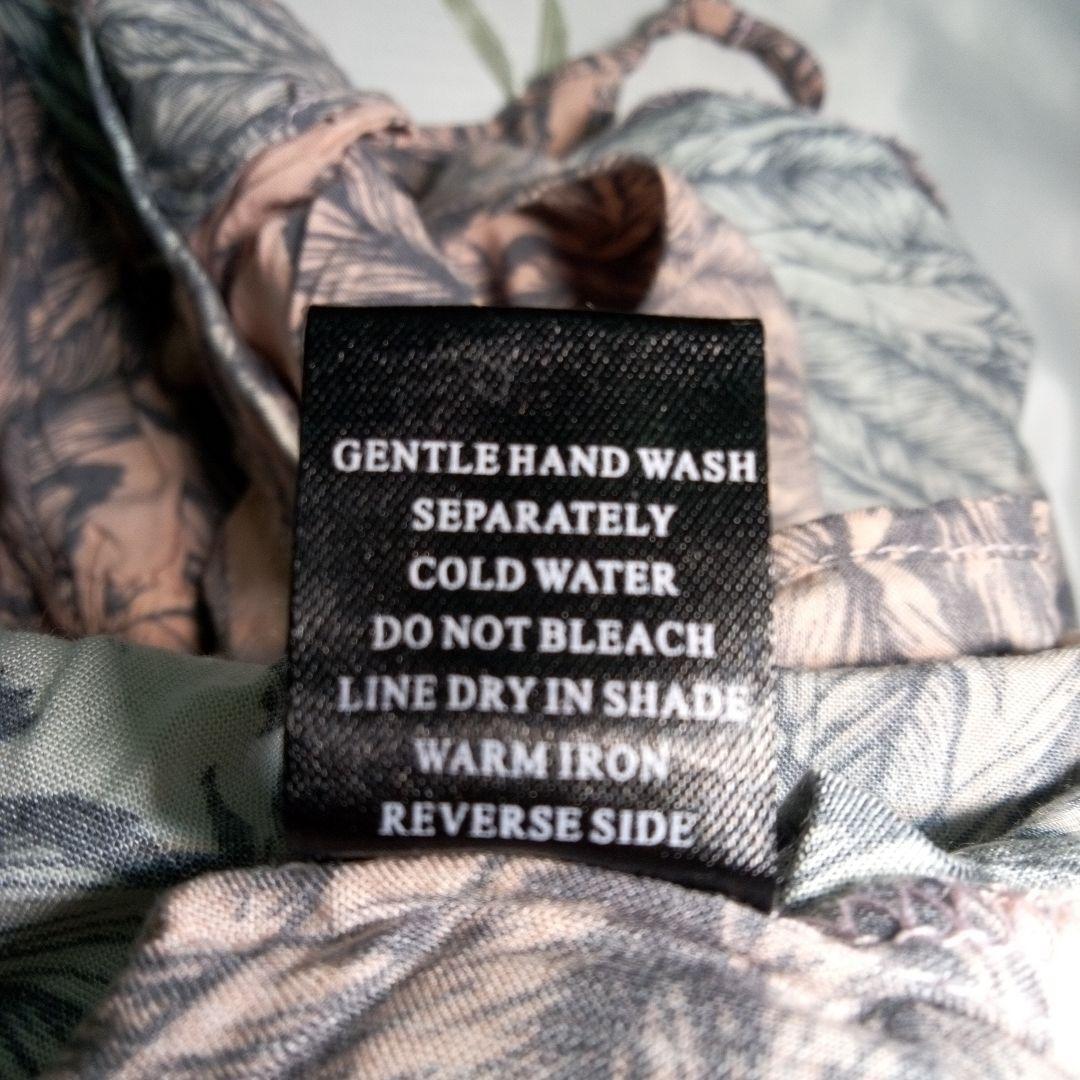 GENTLE HAND WASH
SEPARATELY
COLD WATER
DO NOT BLEACH
LINE DRY IN SHADE
WARM IRON
REVERSE SIDE